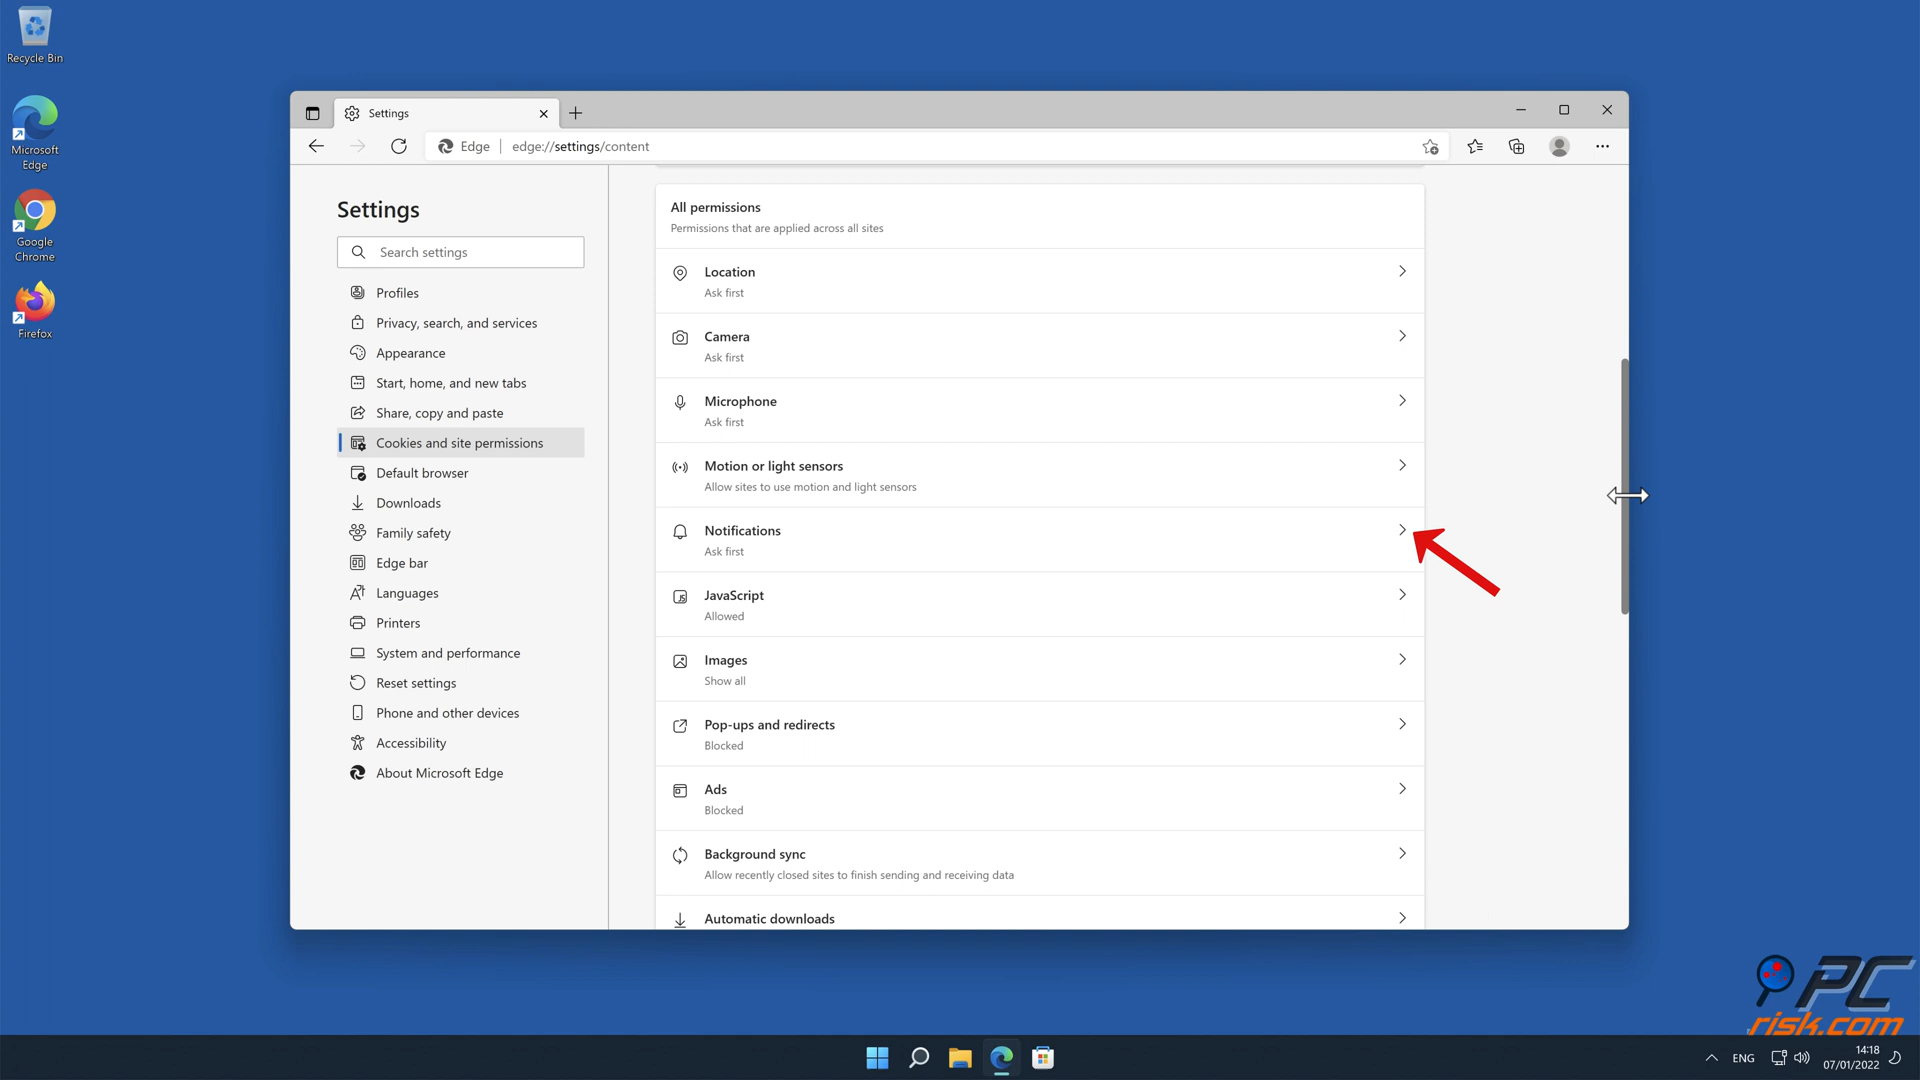 Recycle Bin
Microsoft
Edge
Google
Chrome
Firefox
Settings
Edge
edge://settings/content
Settings
Search settings
Profiles
Privacy, search, and services
Appearance
Start, home, and new tabs
Share, copy and paste
Cookies and site permissions
Default browser
Downloads
Family safety
Edge bar
Languages
Printers
System and performance
Reset settings
Phone and other devices
Accessibility
About Microsoft Edge
All permissions
Permissions that are applied across all sites
Location
Ask first
Camera
Ask first
Microphone
Ask first
Motion or light sensors
Allow sites to use motion and light sensors
Notifications
Ask first
JavaScript
Allowed
Images
Show all
Pop-ups and redirects
Blocked
Ads
Blocked
Background sync
Allow recently closed sites to finish sending and receiving data
Automatic downloads
PC
risk.com
ENG
14:18
07/01/2022